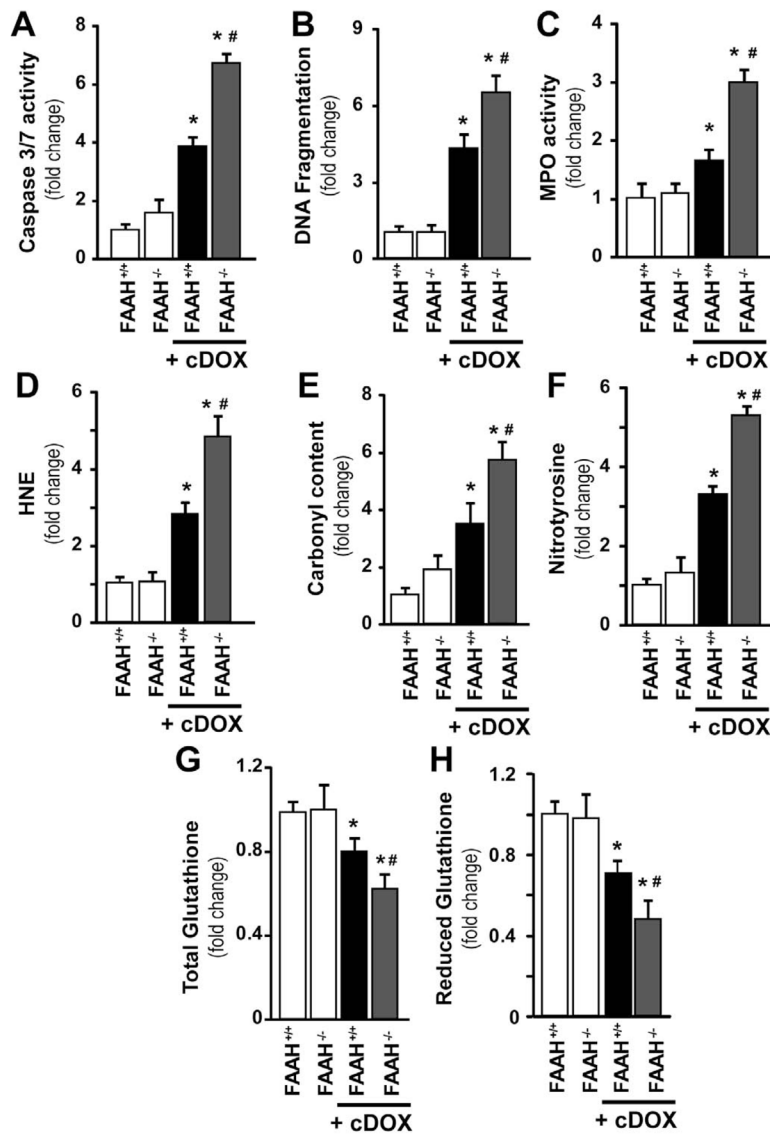 A
Caspase 3/7 activity
(fold change)
8
6
4
2
0
*
* #
FAAH+/+
FAAH-/-
FAAH+/+
FAAH-/-
+ cDOX
B
DNA Fragmentation
(fold change)
9
6
3
0
*
* #
FAAH+/+
FAAH-/-
FAAH+/+
FAAH-/-
+ cDOX
C
MPO activity
(fold change)
4
3
2
1
0
*
* #
FAAH+/+
FAAH-/-
FAAH+/+
FAAH-/-
+ cDOX
D
HNE
(fold change)
6
4
2
0
*
* #
FAAH+/+
FAAH-/-
FAAH+/+
FAAH-/-
+ cDOX
E
Carbonyl content
(fold change)
8
6
4
2
0
*
* #
FAAH+/+
FAAH-/-
FAAH+/+
FAAH-/-
+ cDOX
F
Nitrotyrosine
(fold change)
6
4
2
0
*
* #
FAAH+/+
FAAH-/-
FAAH+/+
FAAH-/-
+ cDOX
G
Total Glutathione
(fold change)
1.2
0.8
0.4
0
*
*#
FAAH+/+
FAAH-/-
FAAH+/+
FAAH-/-
+ cDOX
H
Reduced Glutathione
(fold change)
1.2
0.8
0.4
0
*
* #
FAAH+/+
FAAH-/-
FAAH+/+
FAAH-/-
+ cDOX